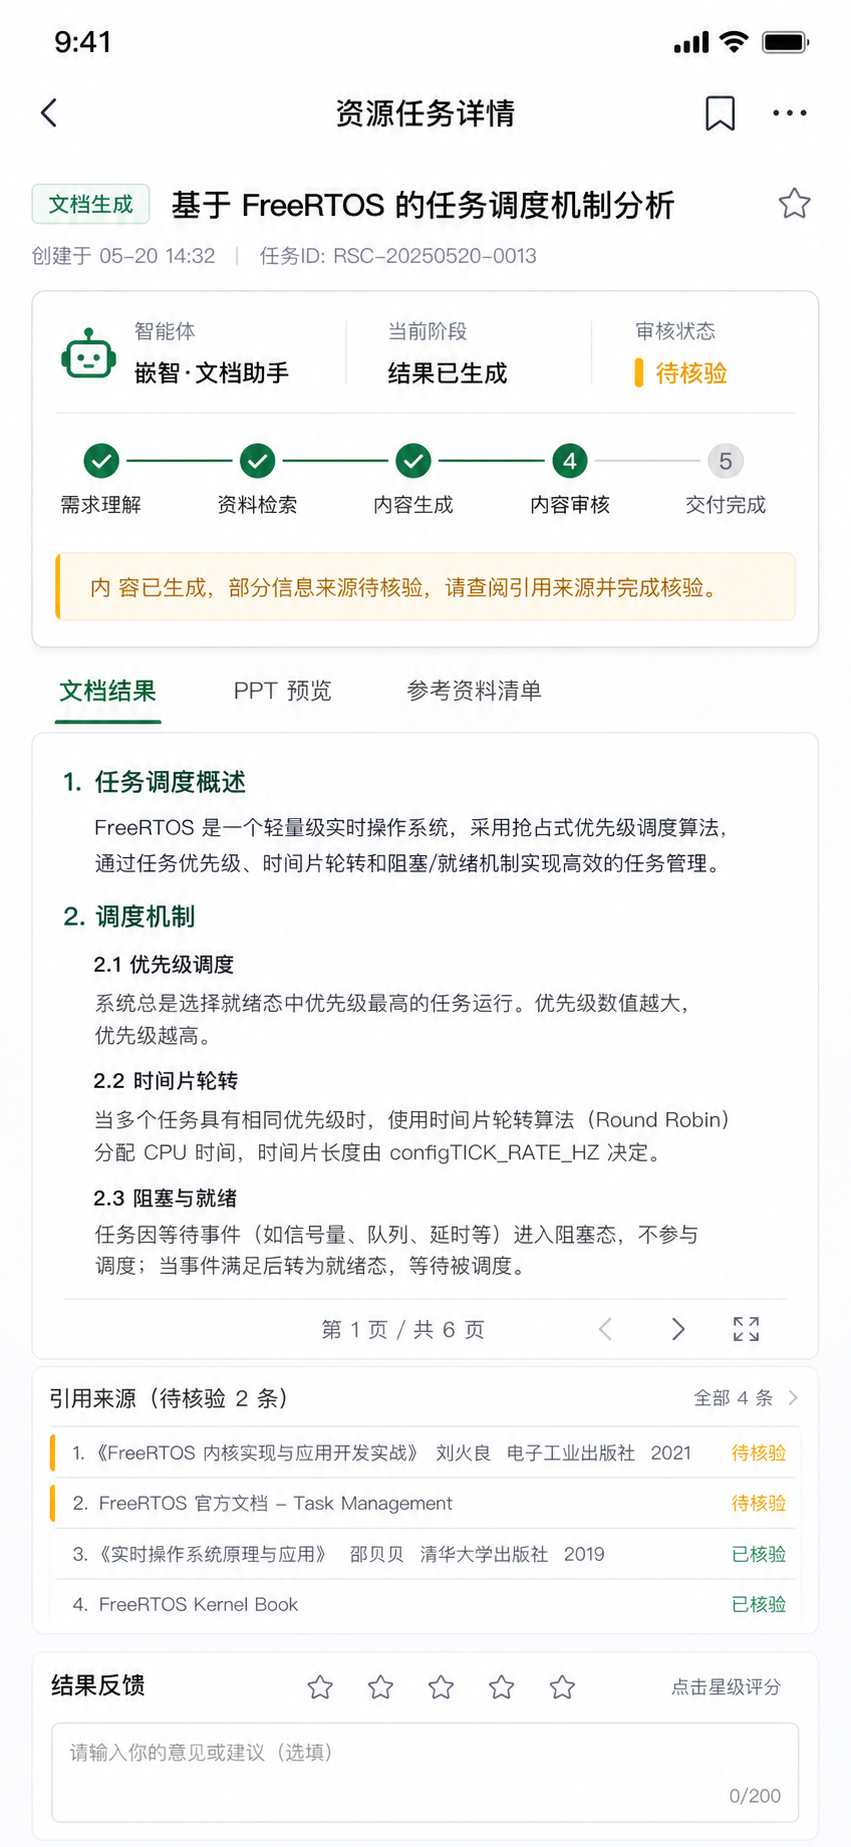 9:41
资源任务详情
文档生成 基于 FreeRTOS 的任务调度机制分析
创建于 05-20 14:32 | 任务ID: RSC-20250520-0013
智能体 当前阶段 审核状态
嵌智·文档助手 结果已生成 待核验
4 5
需求理解 资料检索 内容生成 内容审核 交付完成
内 容已生成，部分信息来源待核验，请查阅引用来源并完成核验。
文档结果 PPT 预览 参考资料清单
1. 任务调度概述
FreeRTOS 是一个轻量级实时操作系统，采用抢占式优先级调度算法，
通过任务优先级、时间片轮转和阻塞/就绪机制实现高效的任务管理。
2. 调度机制
2.1 优先级调度
系统总是选择就绪态中优先级最高的任务运行。优先级数值越大，
优先级越高。
2.2 时间片轮转
当多个任务具有相同优先级时，使用时间片轮转算法（Round Robin）
分配 CPU 时间，时间片长度由 configTICK_RATE_HZ 决定。
2.3 阻塞与就绪
任务因等待事件（如信号量、队列、延时等）进入阻塞态，不参与
调度；当事件满足后转为就绪态，等待被调度。
第 1 页 / 共 6 页
引用来源（待核验 2 条） 全部 4 条
1. 《FreeRTOS 内核实现与应用开发实战》 刘火良 电子工业出版社 2021 待核验
2. FreeRTOS 官方文档 – Task Management 待核验
3. 《实时操作系统原理与应用》 邵贝贝 清华大学出版社 2019 已核验
4. FreeRTOS Kernel Book 已核验
结果反馈 点击星级评分
请输入你的意见或建议（选填）
0/200